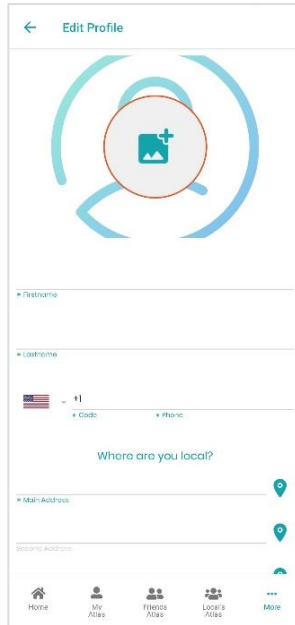 Edit Profile
* Firstname
* Lastname
+1
* Code * Phone
Where are you local?
* Main Address
Second Address
Home My Atlas Friends Atlas Local's Atlas More